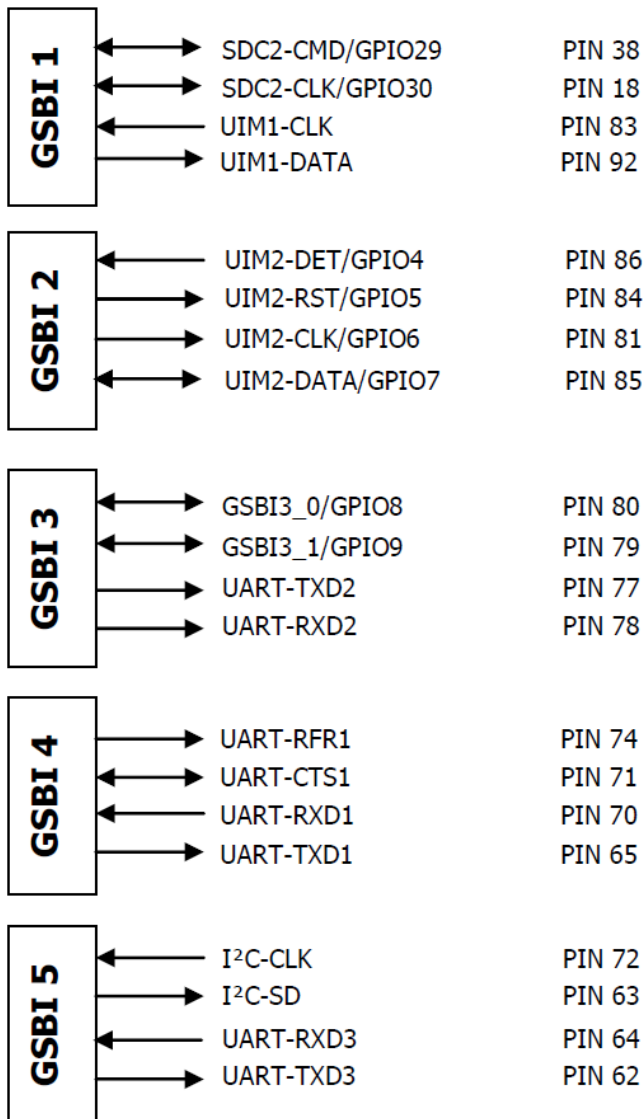 GSBI 1
SDC2-CMD/GPIO29 PIN 38
SDC2-CLK/GPIO30 PIN 18
UIM1-CLK PIN 83
UIM1-DATA PIN 92
GSBI 2
UIM2-DET/GPIO4 PIN 86
UIM2-RST/GPIO5 PIN 84
UIM2-CLK/GPIO6 PIN 81
UIM2-DATA/GPIO7 PIN 85
GSBI 3
GSBI3_0/GPIO8 PIN 80
GSBI3_1/GPIO9 PIN 79
UART-TXD2 PIN 77
UART-RXD2 PIN 78
GSBI 4
UART-RFR1 PIN 74
UART-CTS1 PIN 71
UART-RXD1 PIN 70
UART-TXD1 PIN 65
GSBI 5
I²C-CLK PIN 72
I²C-SD PIN 63
UART-RXD3 PIN 64
UART-TXD3 PIN 62